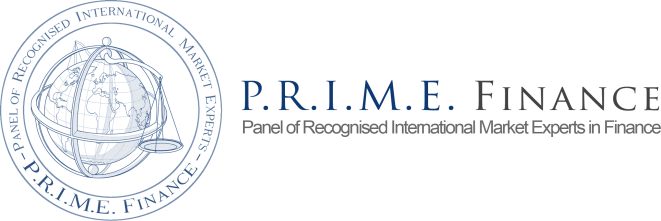 - PANEL OF RECOGNISED INTERNATIONAL MARKET EXPERTS -
P.R.I.M.E. FINANCE
P.R.I.M.E. FINANCE
Panel of Recognised International Market Experts in Finance